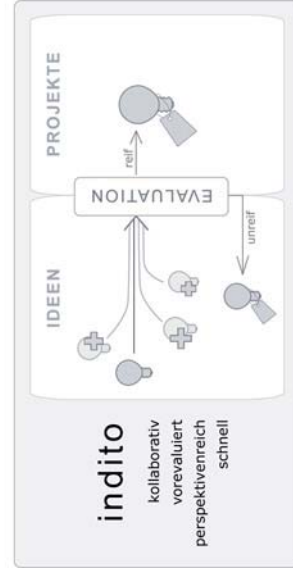 indito
kollaborativ
vorevaluiert
perspektivenreich
schnell
IDEEN
EVALUATION
PROJEKTE
reif
unreif